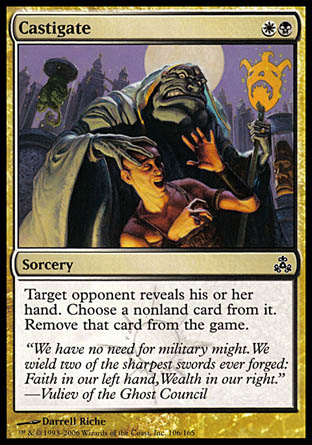 Castigate
Sorcery
Target opponent reveals his or her
hand. Choose a nonland card from it.
Remove that card from the game.
"We have no need for military might. We
wield two of the sharpest swords ever forged:
Faith in our left hand, Wealth in our right."
—Vuliev of the Ghost Council
Darrell Riche
™ & © 1993-2006 Wizards of the Coast, Inc. 106/165